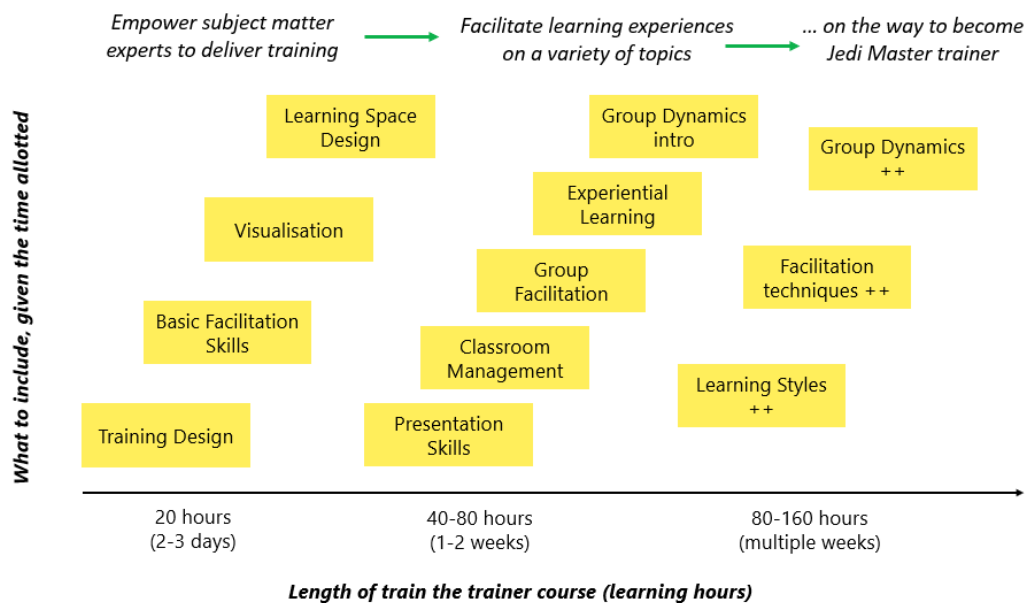 Empower subject matter
experts to deliver training
Facilitate learning experiences
on a variety of topics
... on the way to become
Jedi Master trainer
What to include, given the time allotted
Learning Space
Design
Group Dynamics
intro
Group Dynamics
++
Visualisation
Experiential
Learning
Group
Facilitation
Facilitation
techniques ++
Basic Facilitation
Skills
Classroom
Management
Learning Styles
++
Training Design
Presentation
Skills
20 hours
(2-3 days)
40-80 hours
(1-2 weeks)
80-160 hours
(multiple weeks)
Length of train the trainer course (learning hours)